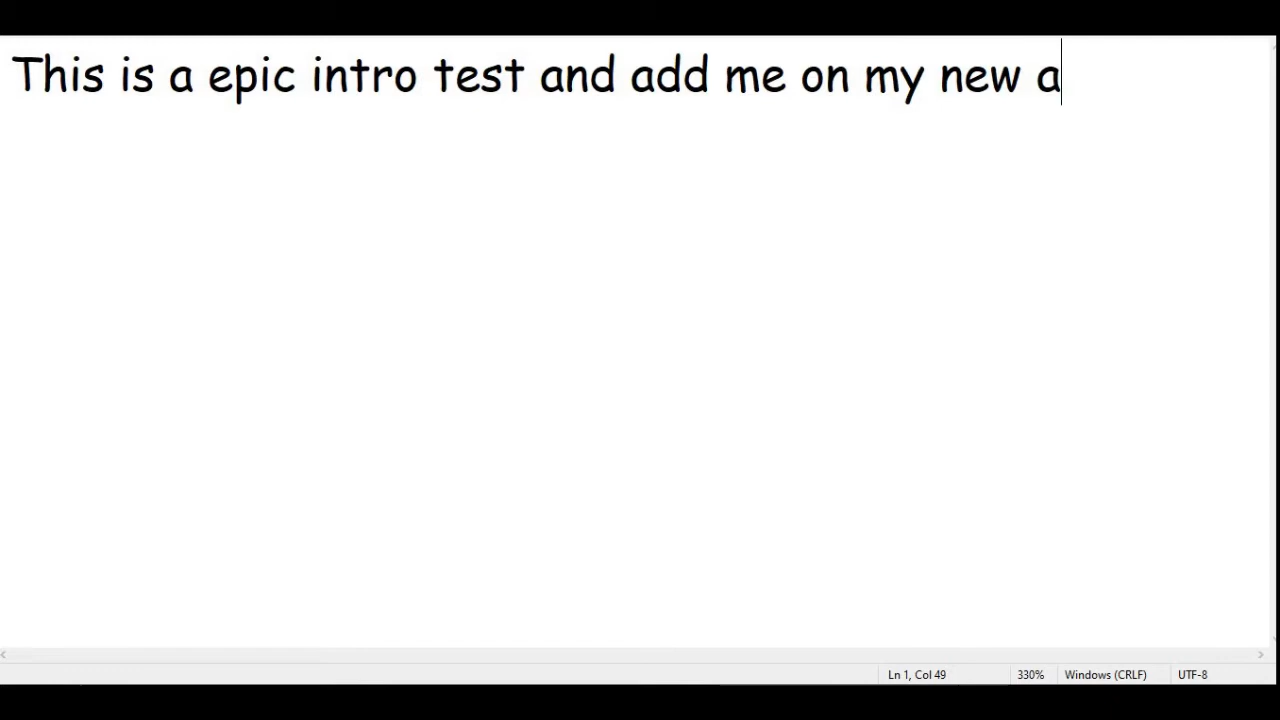 This is a epic intro test and add me on my new a
Ln 1, Col 49 330% Windows (CRLF) UTF-8